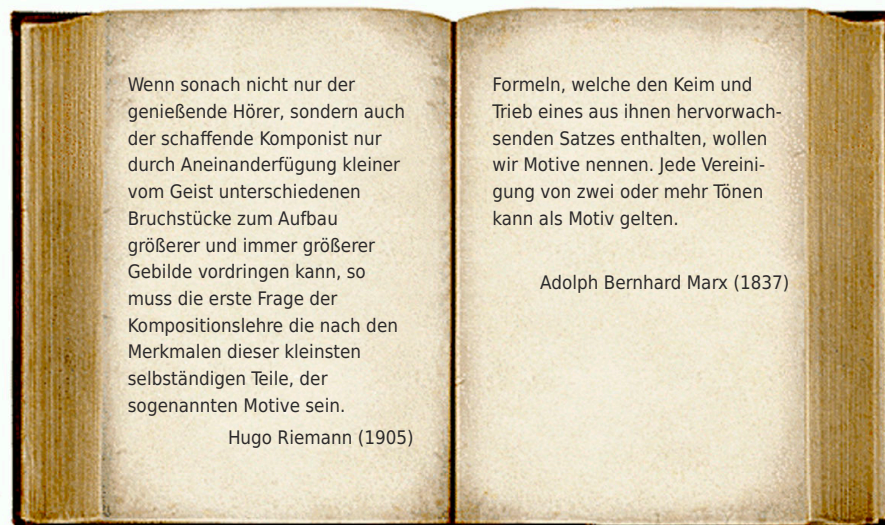 Wenn sonach nicht nur der
genießende Hörer, sondern auch
der schaffende Komponist nur
durch Aneinanderfügung kleiner
vom Geist unterschiedenen
Bruchstücke zum Aufbau
größerer und immer größerer
Gebilde vordringen kann, so
muss die erste Frage der
Kompositionslehre die nach den
Merkmalen dieser kleinsten
selbständigen Teile, der
sogenannten Motive sein.
Hugo Riemann (1905)
Formeln, welche den Keim und
Trieb eines aus ihnen hervorwach-
senden Satzes enthalten, wollen
wir Motive nennen. Jede Vereini-
gung von zwei oder mehr Tönen
kann als Motiv gelten.
Adolph Bernhard Marx (1837)